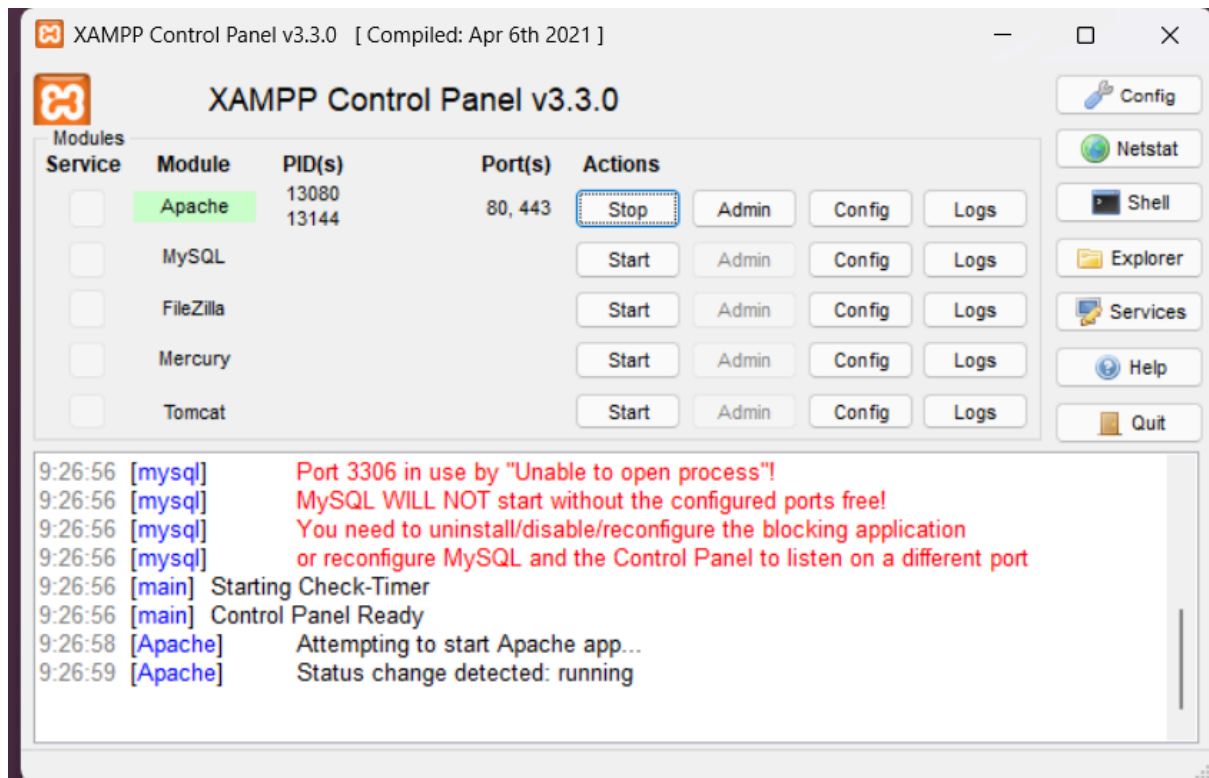 XAMPP Control Panel v3.3.0 [ Compiled: Apr 6th 2021 ]
XAMPP Control Panel v3.3.0
Config
Modules
Service Module PID(s) Port(s) Actions
Netstat
Apache 13080 13144 80, 443 Stop Admin Config Logs
Shell
MySQL Start Admin Config Logs
Explorer
FileZilla Start Admin Config Logs
Services
Mercury Start Admin Config Logs
Help
Tomcat Start Admin Config Logs
Quit
9:26:56 [mysql] Port 3306 in use by "Unable to open process"!
9:26:56 [mysql] MySQL WILL NOT start without the configured ports free!
9:26:56 [mysql] You need to uninstall/disable/reconfigure the blocking application
9:26:56 [mysql] or reconfigure MySQL and the Control Panel to listen on a different port
9:26:56 [main] Starting Check-Timer
9:26:56 [main] Control Panel Ready
9:26:58 [Apache] Attempting to start Apache app...
9:26:59 [Apache] Status change detected: running